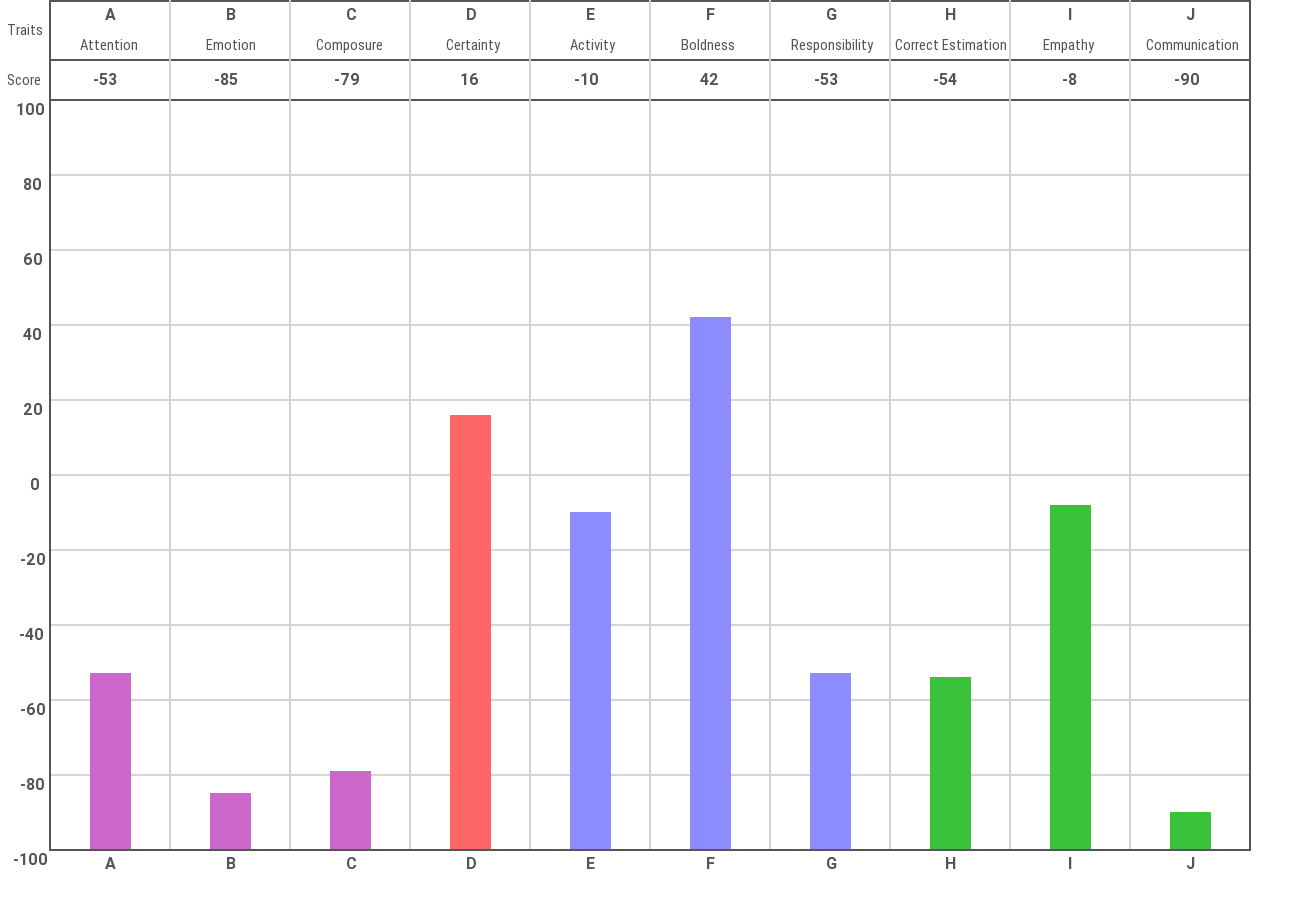 A B C D E F G H I J
Traits
Attention Emotion Composure Certainty Activity Boldness Responsibility Correct Estimation Empathy Communication
Score -53 -85 -79 16 -10 42 -53 -54 -8 -90
100
80
60
40
20
0
-20
-40
-60
-80
-100
A B C D E F G H I J